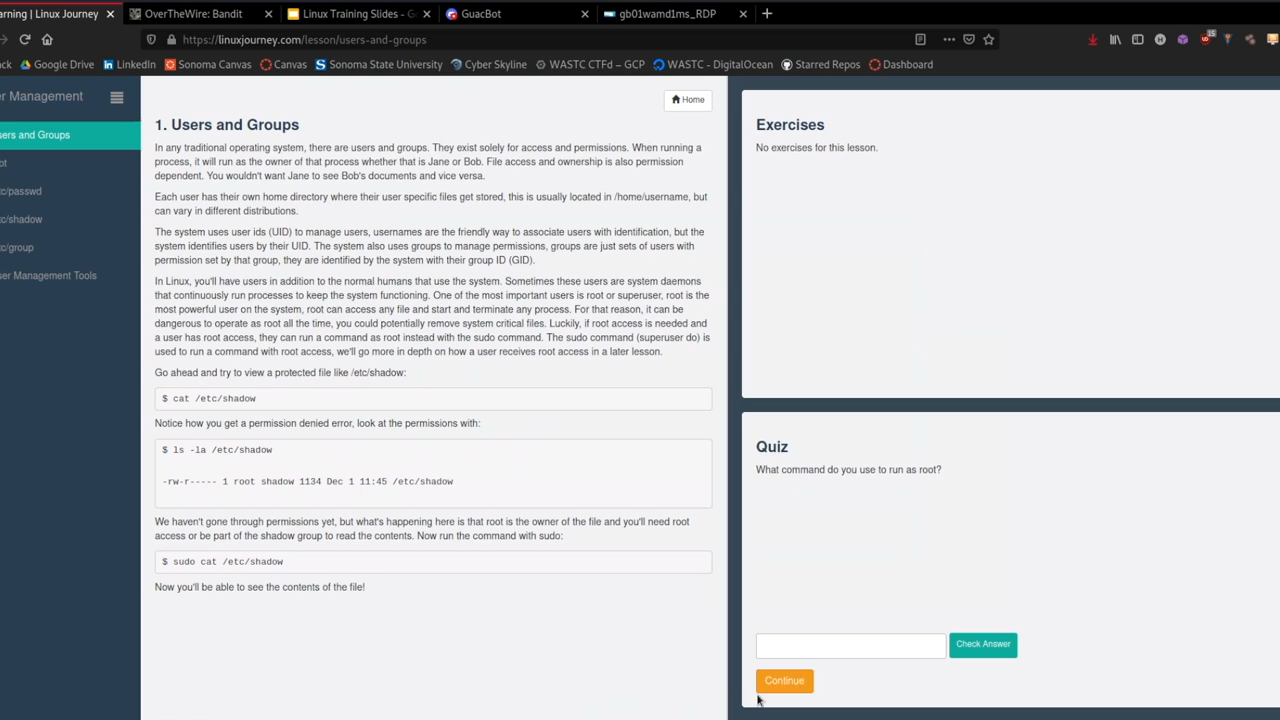 arning | Linux Journey
OverTheWire: Bandit
Linux Training Slides - G
GuacBot
gb01wamd1ms_RDP
https://linuxjourney.com/lesson/users-and-groups
ck
Google Drive
LinkedIn
Sonoma Canvas
Canvas
Sonoma State University
Cyber Skyline
WASTC CTFd – GCP
WASTC - DigitalOcean
Starred Repos
Dashboard
er Management
sers and Groups
ot
tc/passwd
tc/shadow
tc/group
ser Management Tools
Home
1. Users and Groups
In any traditional operating system, there are users and groups. They exist solely for access and permissions. When running a
process, it will run as the owner of that process whether that is Jane or Bob. File access and ownership is also permission
dependent. You wouldn't want Jane to see Bob's documents and vice versa.
Each user has their own home directory where their user specific files get stored, this is usually located in /home/username, but
can vary in different distributions.
The system uses user ids (UID) to manage users, usernames are the friendly way to associate users with identification, but the
system identifies users by their UID. The system also uses groups to manage permissions, groups are just sets of users with
permission set by that group, they are identified by the system with their group ID (GID).
In Linux, you'll have users in addition to the normal humans that use the system. Sometimes these users are system daemons
that continuously run processes to keep the system functioning. One of the most important users is root or superuser, root is the
most powerful user on the system, root can access any file and start and terminate any process. For that reason, it can be
dangerous to operate as root all the time, you could potentially remove system critical files. Luckily, if root access is needed and
a user has root access, they can run a command as root instead with the sudo command. The sudo command (superuser do) is
used to run a command with root access, we'll go more in depth on how a user receives root access in a later lesson.
Go ahead and try to view a protected file like /etc/shadow:
$ cat /etc/shadow
Notice how you get a permission denied error, look at the permissions with:
$ ls -la /etc/shadow
-rw-r----- 1 root shadow 1134 Dec 1 11:45 /etc/shadow
We haven't gone through permissions yet, but what's happening here is that root is the owner of the file and you'll need root
access or be part of the shadow group to read the contents. Now run the command with sudo:
$ sudo cat /etc/shadow
Now you'll be able to see the contents of the file!
Exercises
No exercises for this lesson.
Quiz
What command do you use to run as root?
Check Answer
Continue